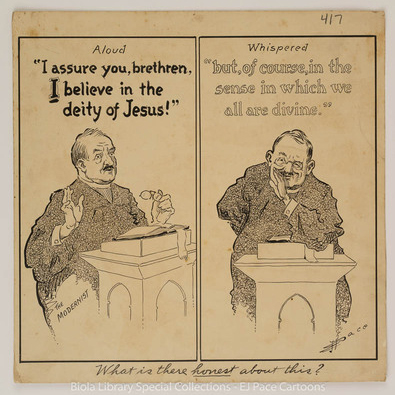 417
Aloud
"I assure you, brethren,
I believe in the
deity of Jesus!"
THE
MODERNIST
Whispered
"but, of course, in the
sense in which we
all are divine."
Pace
What is there honest about this?
Biola Library Special Collections - EJ Pace Cartoons